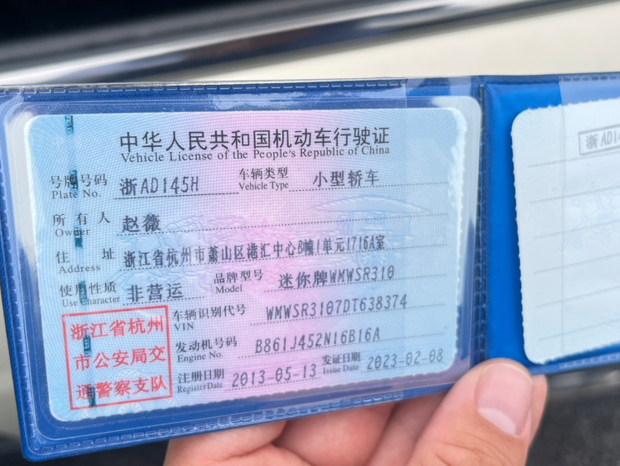 中华人民共和国机动车行驶证
Vehicle License of the People's Republic of China
号牌号码 浙AD145H 车辆类型 小型轿车
Plate No. Vehicle Type
所有人 赵薇
Owner
住址 浙江省杭州市萧山区港汇中心B幢1单元1716A室
Address
使用性质 非营运 品牌型号 迷你牌WMWSR310
Use Character Model
车辆识别代号 WMWSR3107DT638374
VIN
发动机号码 B861J452N16B16A
Engine No.
注册日期 2013-05-13 发证日期 2023-02-08
Register Date Issue Date
浙江省杭州
市公安局交
通警察支队
浙AD14